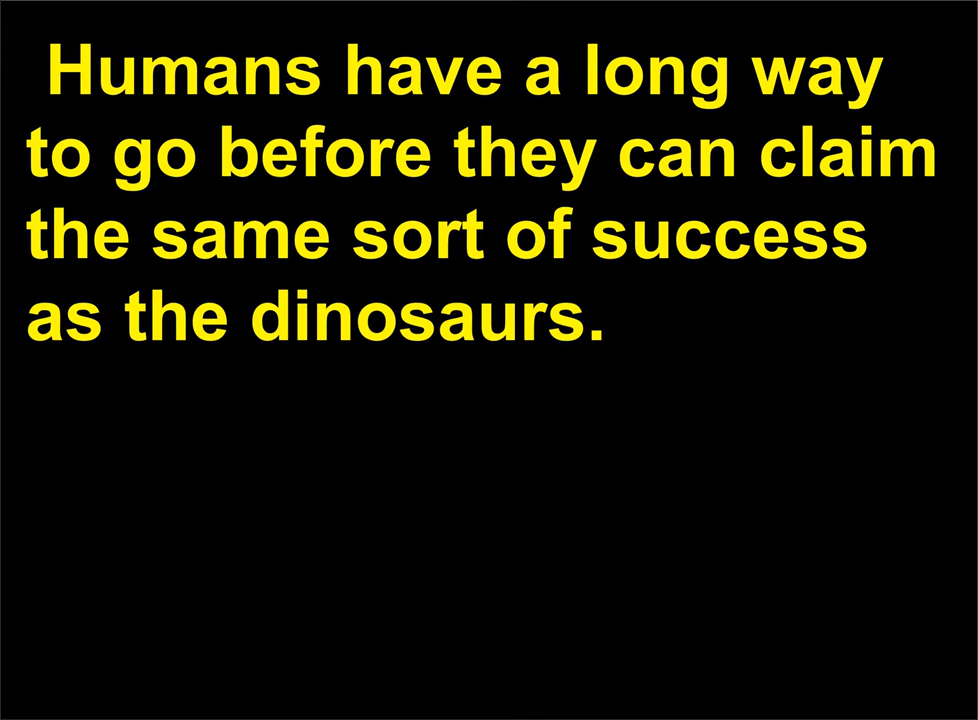 Humans have a long way
to go before they can claim
the same sort of success
as the dinosaurs.